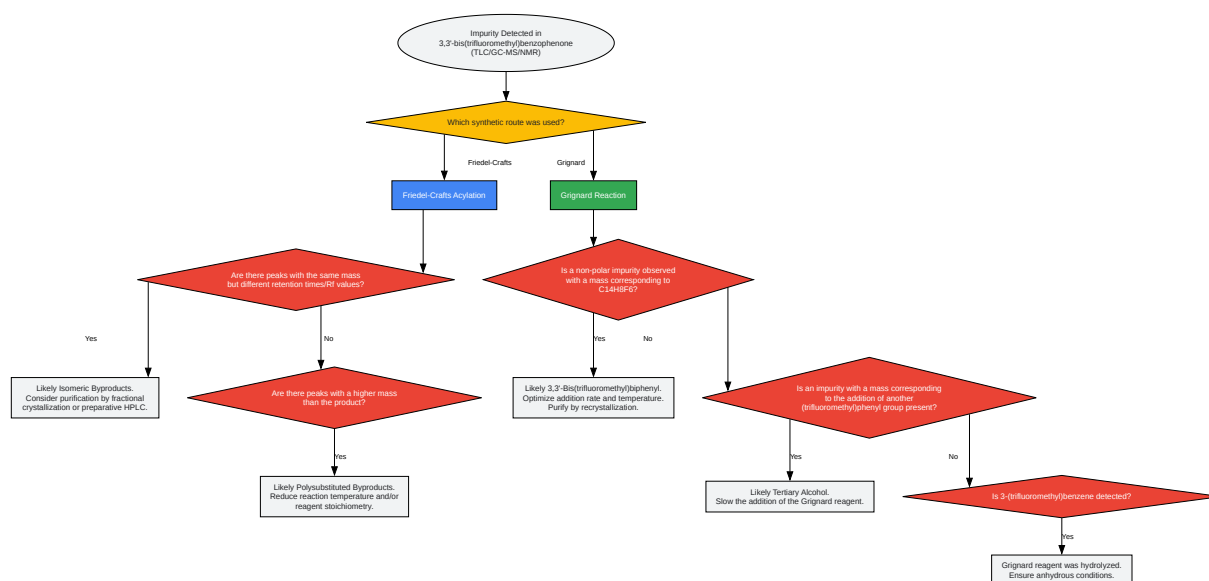 Impurity Detected in
3,3'-bis(trifluoromethyl)benzophenone
(TLC/GC-MS/NMR)
Which synthetic route was used?
Friedel-Crafts
Grignard
Friedel-Crafts Acylation
Grignard Reaction
Are there peaks with the same mass
but different retention times/Rf values?
Is a non-polar impurity observed
with a mass corresponding to
C14H8F6?
Yes
No
Yes
No
Likely Isomeric Byproducts.
Consider purification by fractional
crystallization or preparative HPLC.
Are there peaks with a higher mass
than the product?
Likely 3,3'-Bis(trifluoromethyl)biphenyl.
Optimize addition rate and temperature.
Purify by recrystallization.
Is an impurity with a mass corresponding
to the addition of another
(trifluoromethyl)phenyl group present?
Yes
Yes
No
Likely Polysubstituted Byproducts.
Reduce reaction temperature and/or
reagent stoichiometry.
Likely Tertiary Alcohol.
Slow the addition of the Grignard reagent.
Is 3-(trifluoromethyl)benzene detected?
Yes
Grignard reagent was hydrolyzed.
Ensure anhydrous conditions.